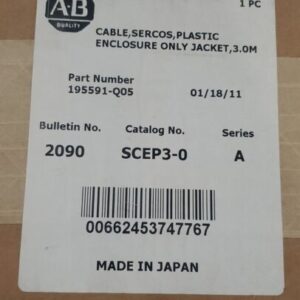 A-B
QUALITY
1 PC
CABLE,SERCOS,PLASTIC
ENCLOSURE ONLY JACKET,3.0M
Part Number
195591-Q05
01/18/11
Bulletin No. Catalog No. Series
2090 SCEP3-0 A
00662453747767
MADE IN JAPAN